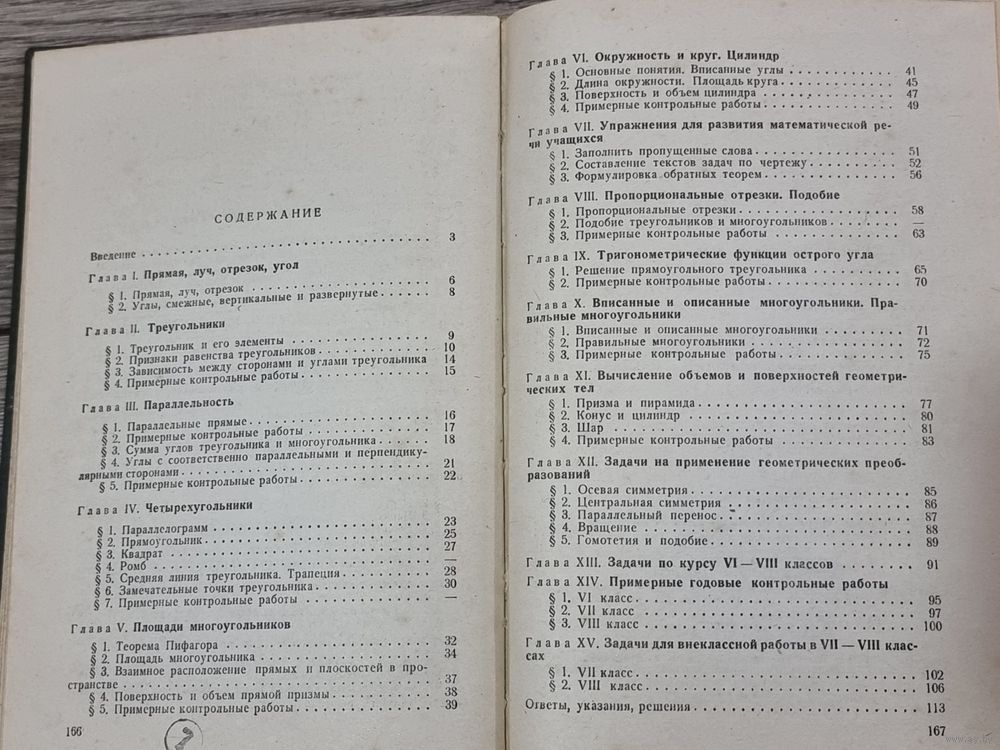 СОДЕРЖАНИЕ
Введение . . . 3
Глава I. Прямая, луч, отрезок, угол
§ 1. Прямая, луч, отрезок . . . 6
§ 2. Углы, смежные, вертикальные и развернутые . . . 8
Глава II. Треугольники
§ 1. Треугольник и его элементы . . . 9
§ 2. Признаки равенства треугольников . . . 10
§ 3. Зависимость между сторонами и углами треугольника 14
§ 4. Примерные контрольные работы . . . 15
Глава III. Параллельность
§ 1. Параллельные прямые . . . 16
§ 2. Примерные контрольные работы . . . 17
§ 3. Сумма углов треугольника и многоугольника . . . 18
§ 4. Углы с соответственно параллельными и перпендику-
лярными сторонами . . . 21
§ 5. Примерные контрольные работы . . . 22
Глава IV. Четырехугольники
§ 1. Параллелограмм . . . 23
§ 2. Прямоугольник . . . 25
§ 3. Квадрат . . . 27
§ 4. Ромб . . . —
§ 5. Средняя линия треугольника. Трапеция . . . 28
§ 6. Замечательные точки треугольника . . . 30
§ 7. Примерные контрольные работы . . . —
Глава V. Площади многоугольников
§ 1. Теорема Пифагора . . . 32
§ 2. Площадь многоугольника . . . 34
§ 3. Взаимное расположение прямых и плоскостей в про-
странстве . . . 37
§ 4. Поверхность и объем прямой призмы . . . 38
§ 5. Примерные контрольные работы . . . 39
166
Глава VI. Окружность и круг. Цилиндр
§ 1. Основные понятия. Вписанные углы . . . 41
§ 2. Длина окружности. Площадь круга . . . 45
§ 3. Поверхность и объем цилиндра . . . 47
§ 4. Примерные контрольные работы . . . 49
Глава VII. Упражнения для развития математической ре-
чи учащихся
§ 1. Заполнить пропущенные слова . . . 51
§ 2. Составление текстов задач по чертежу . . . 52
§ 3. Формулировка обратных теорем . . . 56
Глава VIII. Пропорциональные отрезки. Подобие
§ 1. Пропорциональные отрезки . . . 58
§ 2. Подобие треугольников и многоугольников . . . —
§ 3. Примерные контрольные работы . . . 63
Глава IX. Тригонометрические функции острого угла
§ 1. Решение прямоугольного треугольника . . . 65
§ 2. Примерные контрольные работы . . . 70
Глава X. Вписанные и описанные многоугольники. Пра-
вильные многоугольники
§ 1. Вписанные и описанные многоугольники . . . 71
§ 2. Правильные многоугольники . . . 72
§ 3. Примерные контрольные работы . . . 75
Глава XI. Вычисление объемов и поверхностей геометри-
ческих тел
§ 1. Призма и пирамида . . . 77
§ 2. Конус и цилиндр . . . 80
§ 3. Шар . . . 81
§ 4. Примерные контрольные работы . . . 83
Глава XII. Задачи на применение геометрических преоб-
разований
§ 1. Осевая симметрия . . . 85
§ 2. Центральная симметрия . . . 86
§ 3. Параллельный перенос . . . 87
§ 4. Вращение . . . 88
§ 5. Гомотетия и подобие . . . 89
Глава XIII. Задачи по курсу VI—VIII классов . . . 91
Глава XIV. Примерные годовые контрольные работы
§ 1. VI класс . . . 95
§ 2. VII класс . . . 97
§ 3. VIII класс . . . 100
Глава XV. Задачи для внеклассной работы в VII—VIII клас-
сах
§ 1. VII класс . . . 102
§ 2. VIII класс . . . 106
Ответы, указания, решения . . . 113
167